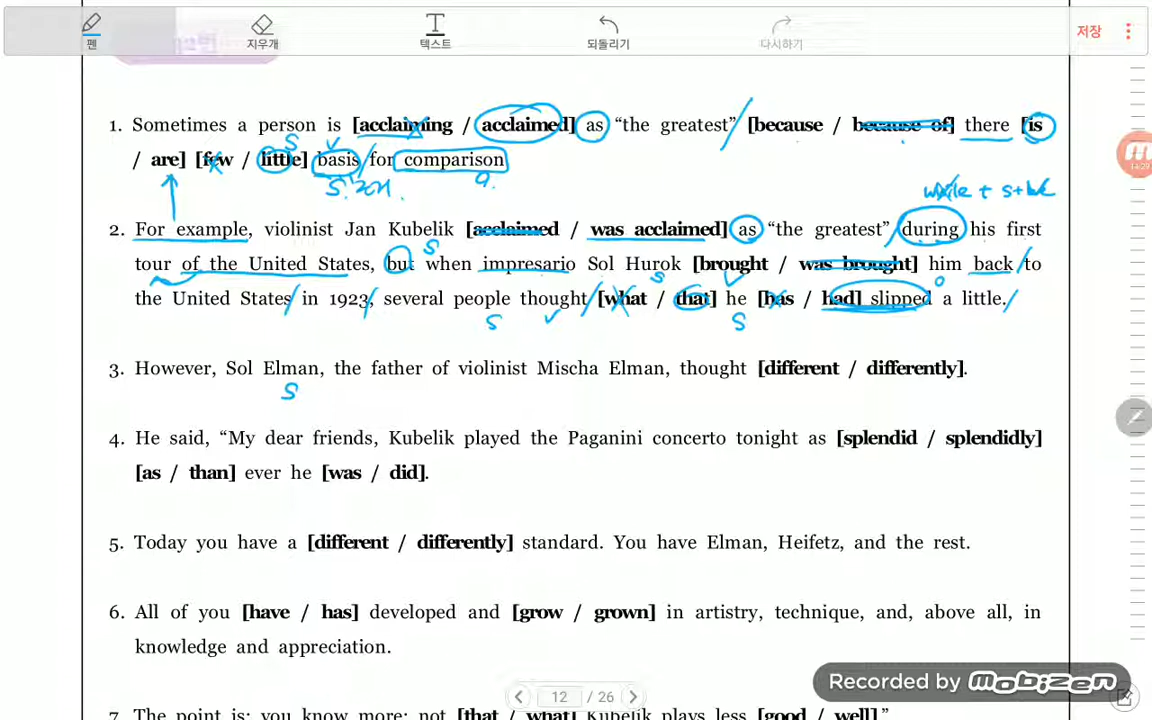 펜
지우개
텍스트
되돌리기
다시하기
저장
1. Sometimes a person is [acclaiming / acclaimed] as “the greatest” [because / because of] there [is
/ are] [few / little] basis for comparison
2. For example, violinist Jan Kubelik [acclaimed / was acclaimed] as “the greatest” during his first
tour of the United States, but when impresario Sol Hurok [brought / was brought] him back to
the United States in 1923, several people thought [what / that] he [has / had] slipped a little.
3. However, Sol Elman, the father of violinist Mischa Elman, thought [different / differently].
4. He said, “My dear friends, Kubelik played the Paganini concerto tonight as [splendid / splendidly]
[as / than] ever he [was / did].
5. Today you have a [different / differently] standard. You have Elman, Heifetz, and the rest.
6. All of you [have / has] developed and [grow / grown] in artistry, technique, and, above all, in
knowledge and appreciation.
7. The point is: you know more; not [that / what] Kubelik plays less [good / well].”
12 / 26
Recorded by mobizen